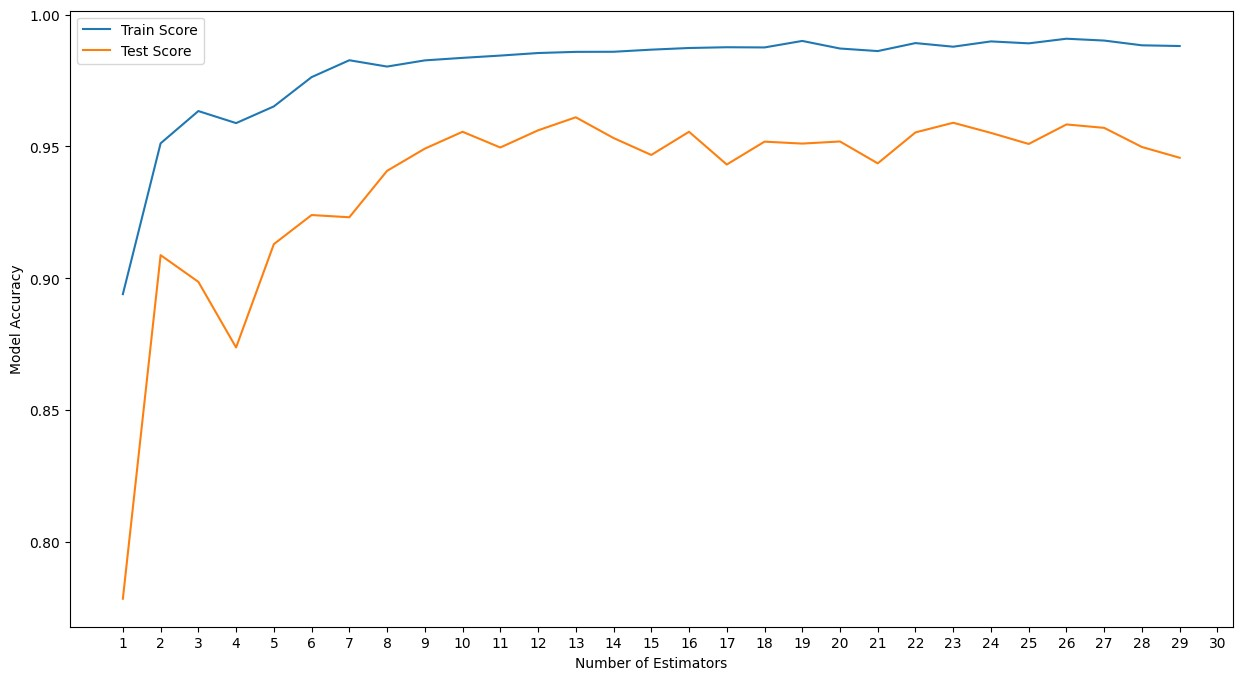 Train Score
Test Score
Model Accuracy
1.00
0.95
0.90
0.85
0.80
1 2 3 4 5 6 7 8 9 10 11 12 13 14 15 16 17 18 19 20 21 22 23 24 25 26 27 28 29 30
Number of Estimators